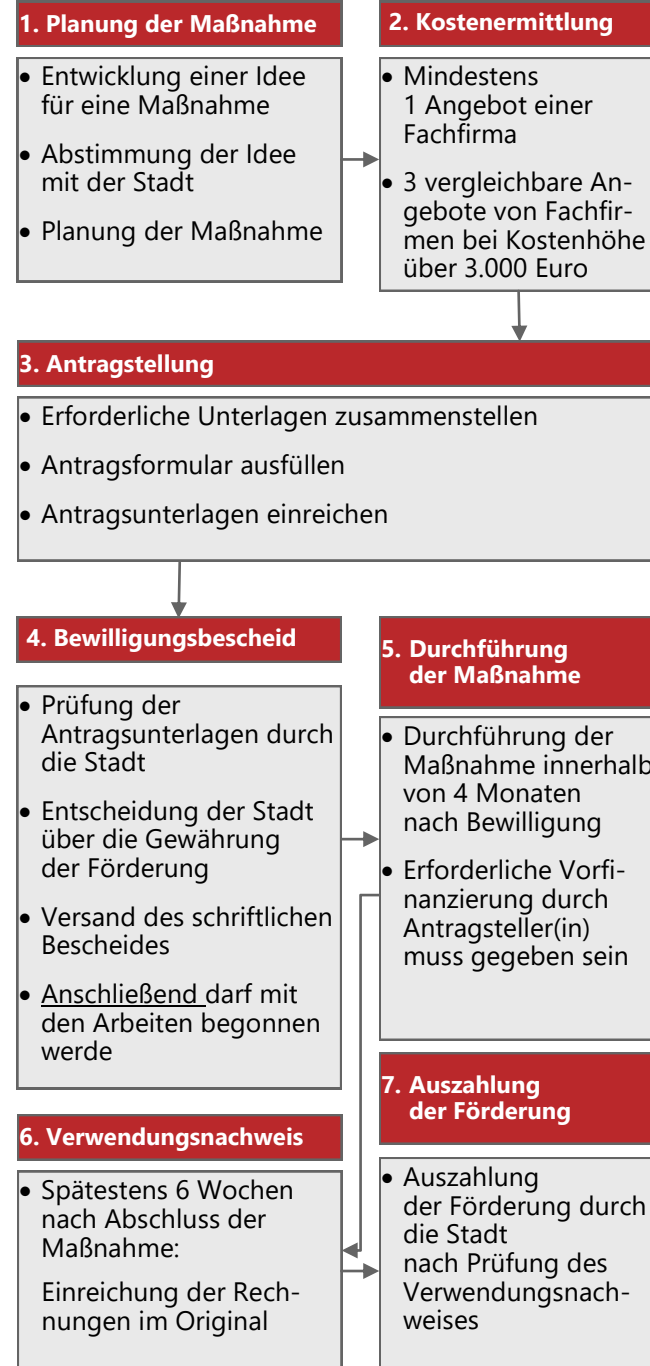 1. Planung der Maßnahme
• Entwicklung einer Idee
für eine Maßnahme
• Abstimmung der Idee
mit der Stadt
• Planung der Maßnahme
2. Kostenermittlung
• Mindestens
1 Angebot einer
Fachfirma
• 3 vergleichbare An-
gebote von Fachfir-
men bei Kostenhöhe
über 3.000 Euro
3. Antragstellung
• Erforderliche Unterlagen zusammenstellen
• Antragsformular ausfüllen
• Antragsunterlagen einreichen
4. Bewilligungsbescheid
• Prüfung der
Antragsunterlagen durch
die Stadt
• Entscheidung der Stadt
über die Gewährung
der Förderung
• Versand des schriftlichen
Bescheides
• Anschließend darf mit
den Arbeiten begonnen
werde
5. Durchführung
der Maßnahme
• Durchführung der
Maßnahme innerhalb
von 4 Monaten
nach Bewilligung
• Erforderliche Vorfi-
nanzierung durch
Antragsteller(in)
muss gegeben sein
6. Verwendungsnachweis
• Spätestens 6 Wochen
nach Abschluss der
Maßnahme:
Einreichung der Rech-
nungen im Original
7. Auszahlung
der Förderung
• Auszahlung
der Förderung durch
die Stadt
nach Prüfung des
Verwendungsnach-
weises